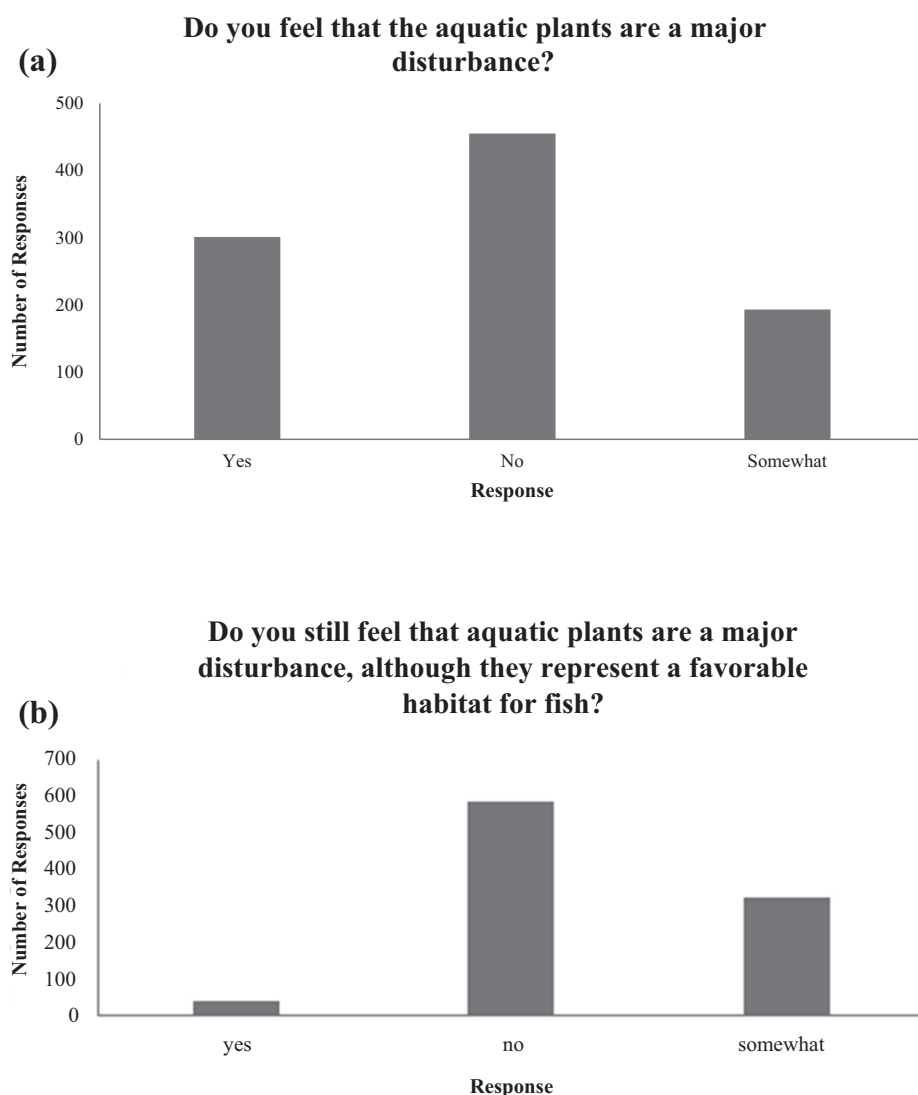 Do you feel that the aquatic plants are a major
disturbance?
(a)
500
400
300
200
100
0
Number of Responses
Yes No Somewhat
Response
Do you still feel that aquatic plants are a major
disturbance, although they represent a favorable
habitat for fish?
(b)
700
600
500
400
300
200
100
0
Number of Responses
yes no somewhat
Response